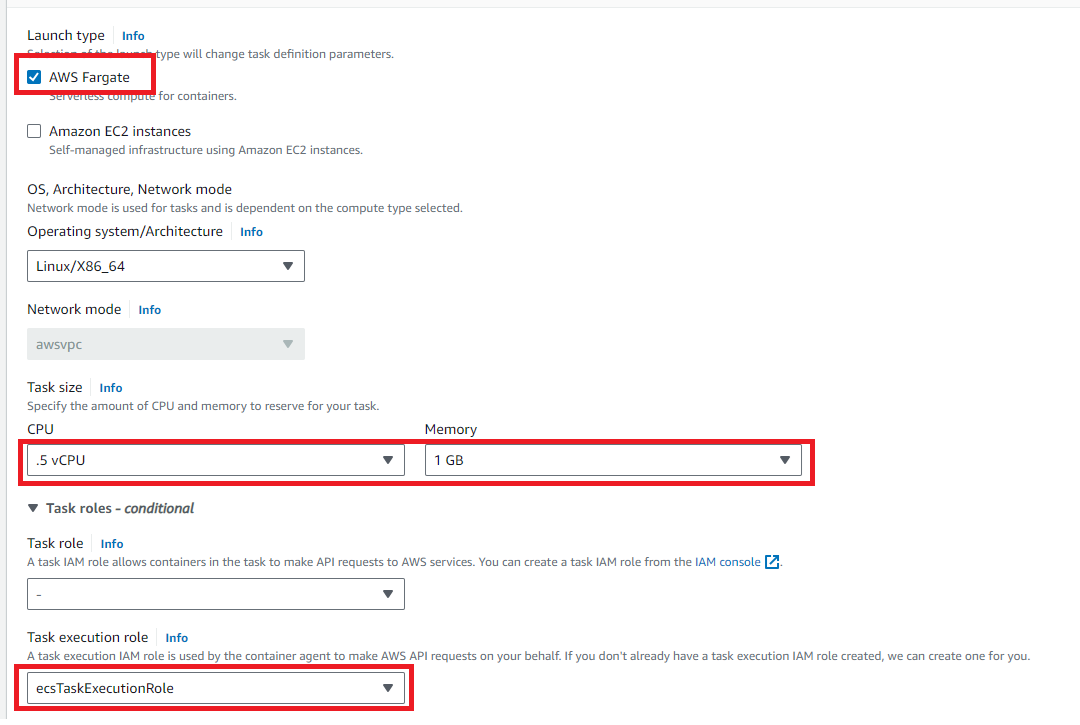 Launch type Info
Selection of the launch type will change task definition parameters.
AWS Fargate
Serverless compute for containers.
Amazon EC2 instances
Self-managed infrastructure using Amazon EC2 instances.
OS, Architecture, Network mode
Network mode is used for tasks and is dependent on the compute type selected.
Operating system/Architecture Info
Linux/X86_64
Network mode Info
awsvpc
Task size Info
Specify the amount of CPU and memory to reserve for your task.
CPU Memory
.5 vCPU 1 GB
Task roles - conditional
Task role Info
A task IAM role allows containers in the task to make API requests to AWS services. You can create a task IAM role from the IAM console .
-
Task execution role Info
A task execution IAM role is used by the container agent to make AWS API requests on your behalf. If you don't already have a task execution IAM role created, we can create one for you.
ecsTaskExecutionRole